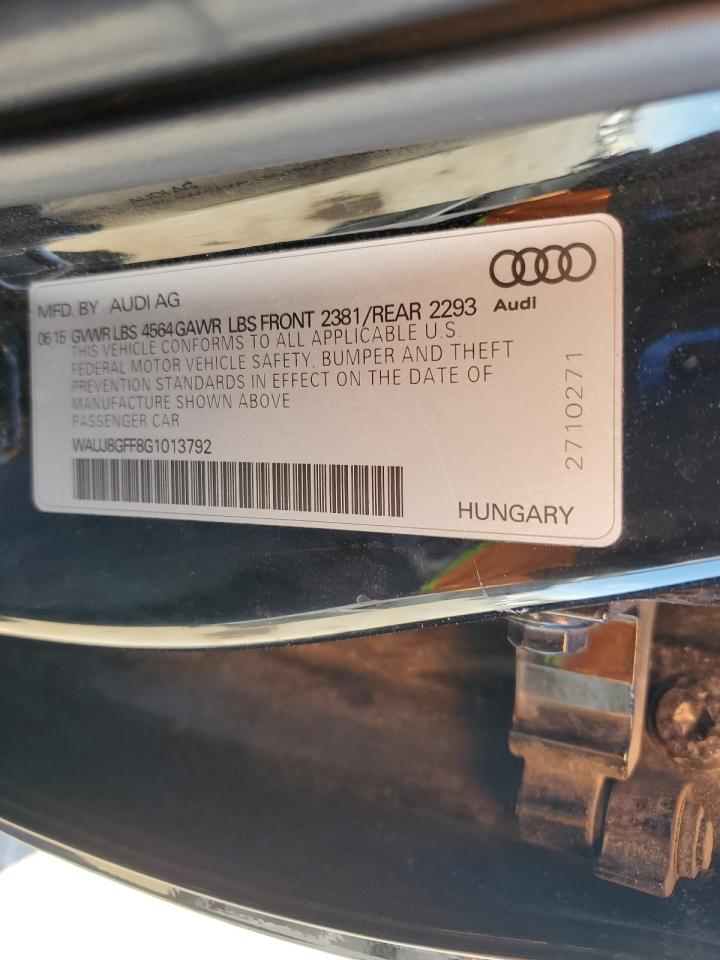 AUDI AG
MFD. BY AUDI AG
Audi
06 15 GVWR LBS 4564 GAWR LBS FRONT 2381/REAR 2293
THIS VEHICLE CONFORMS TO ALL APPLICABLE U.S.
FEDERAL MOTOR VEHICLE SAFETY, BUMPER AND THEFT
PREVENTION STANDARDS IN EFFECT ON THE DATE OF
MANUFACTURE SHOWN ABOVE
PASSENGER CAR
WAUJ8GFF8G1013792
HUNGARY
2710271